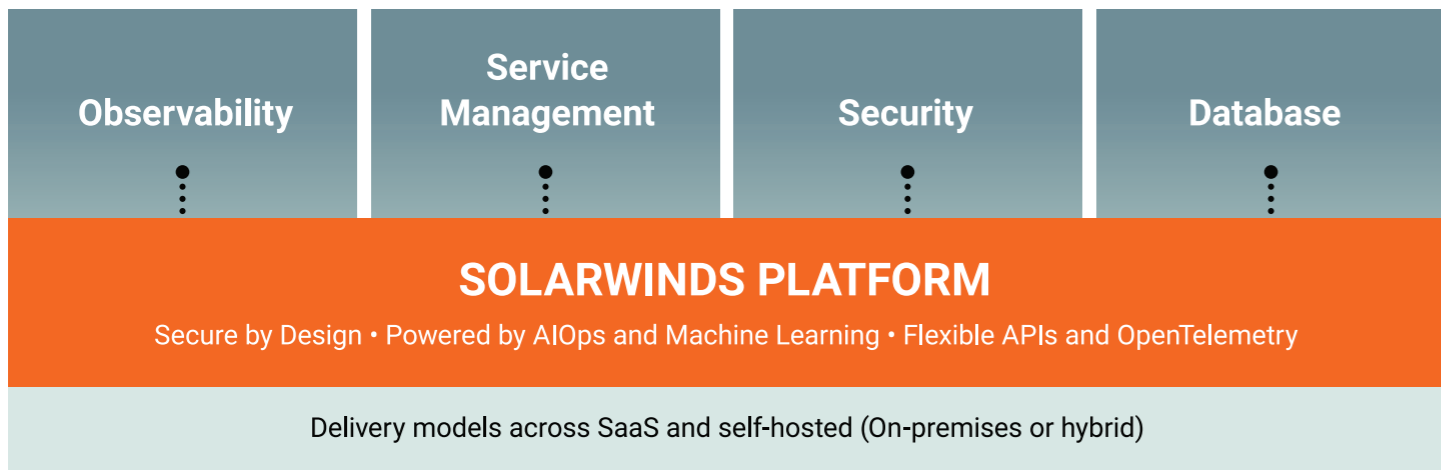 Observability
Service
Management
Security
Database
SOLARWINDS PLATFORM
Secure by Design • Powered by AIOps and Machine Learning • Flexible APIs and OpenTelemetry
Delivery models across SaaS and self-hosted (On-premises or hybrid)